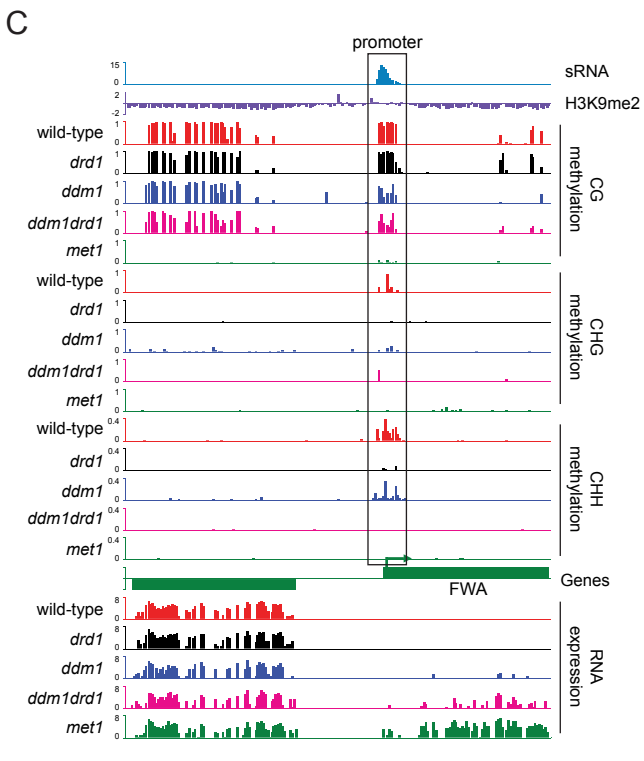 C
promoter
15
0
sRNA
2
-2
H3K9me2
wild-type
1
0
drd1
1
0
ddm1
1
0
ddm1drd1
1
0
met1
1
0
CG
methylation
wild-type
1
0
drd1
1
0
ddm1
1
0
ddm1drd1
1
0
met1
1
0
CHG
methylation
wild-type
0.4
0
drd1
0.4
0
ddm1
0.4
0
ddm1drd1
0.4
0
met1
0.4
0
CHH
methylation
Genes
FWA
wild-type
8
0
drd1
8
0
ddm1
8
0
ddm1drd1
8
0
met1
8
0
RNA
expression